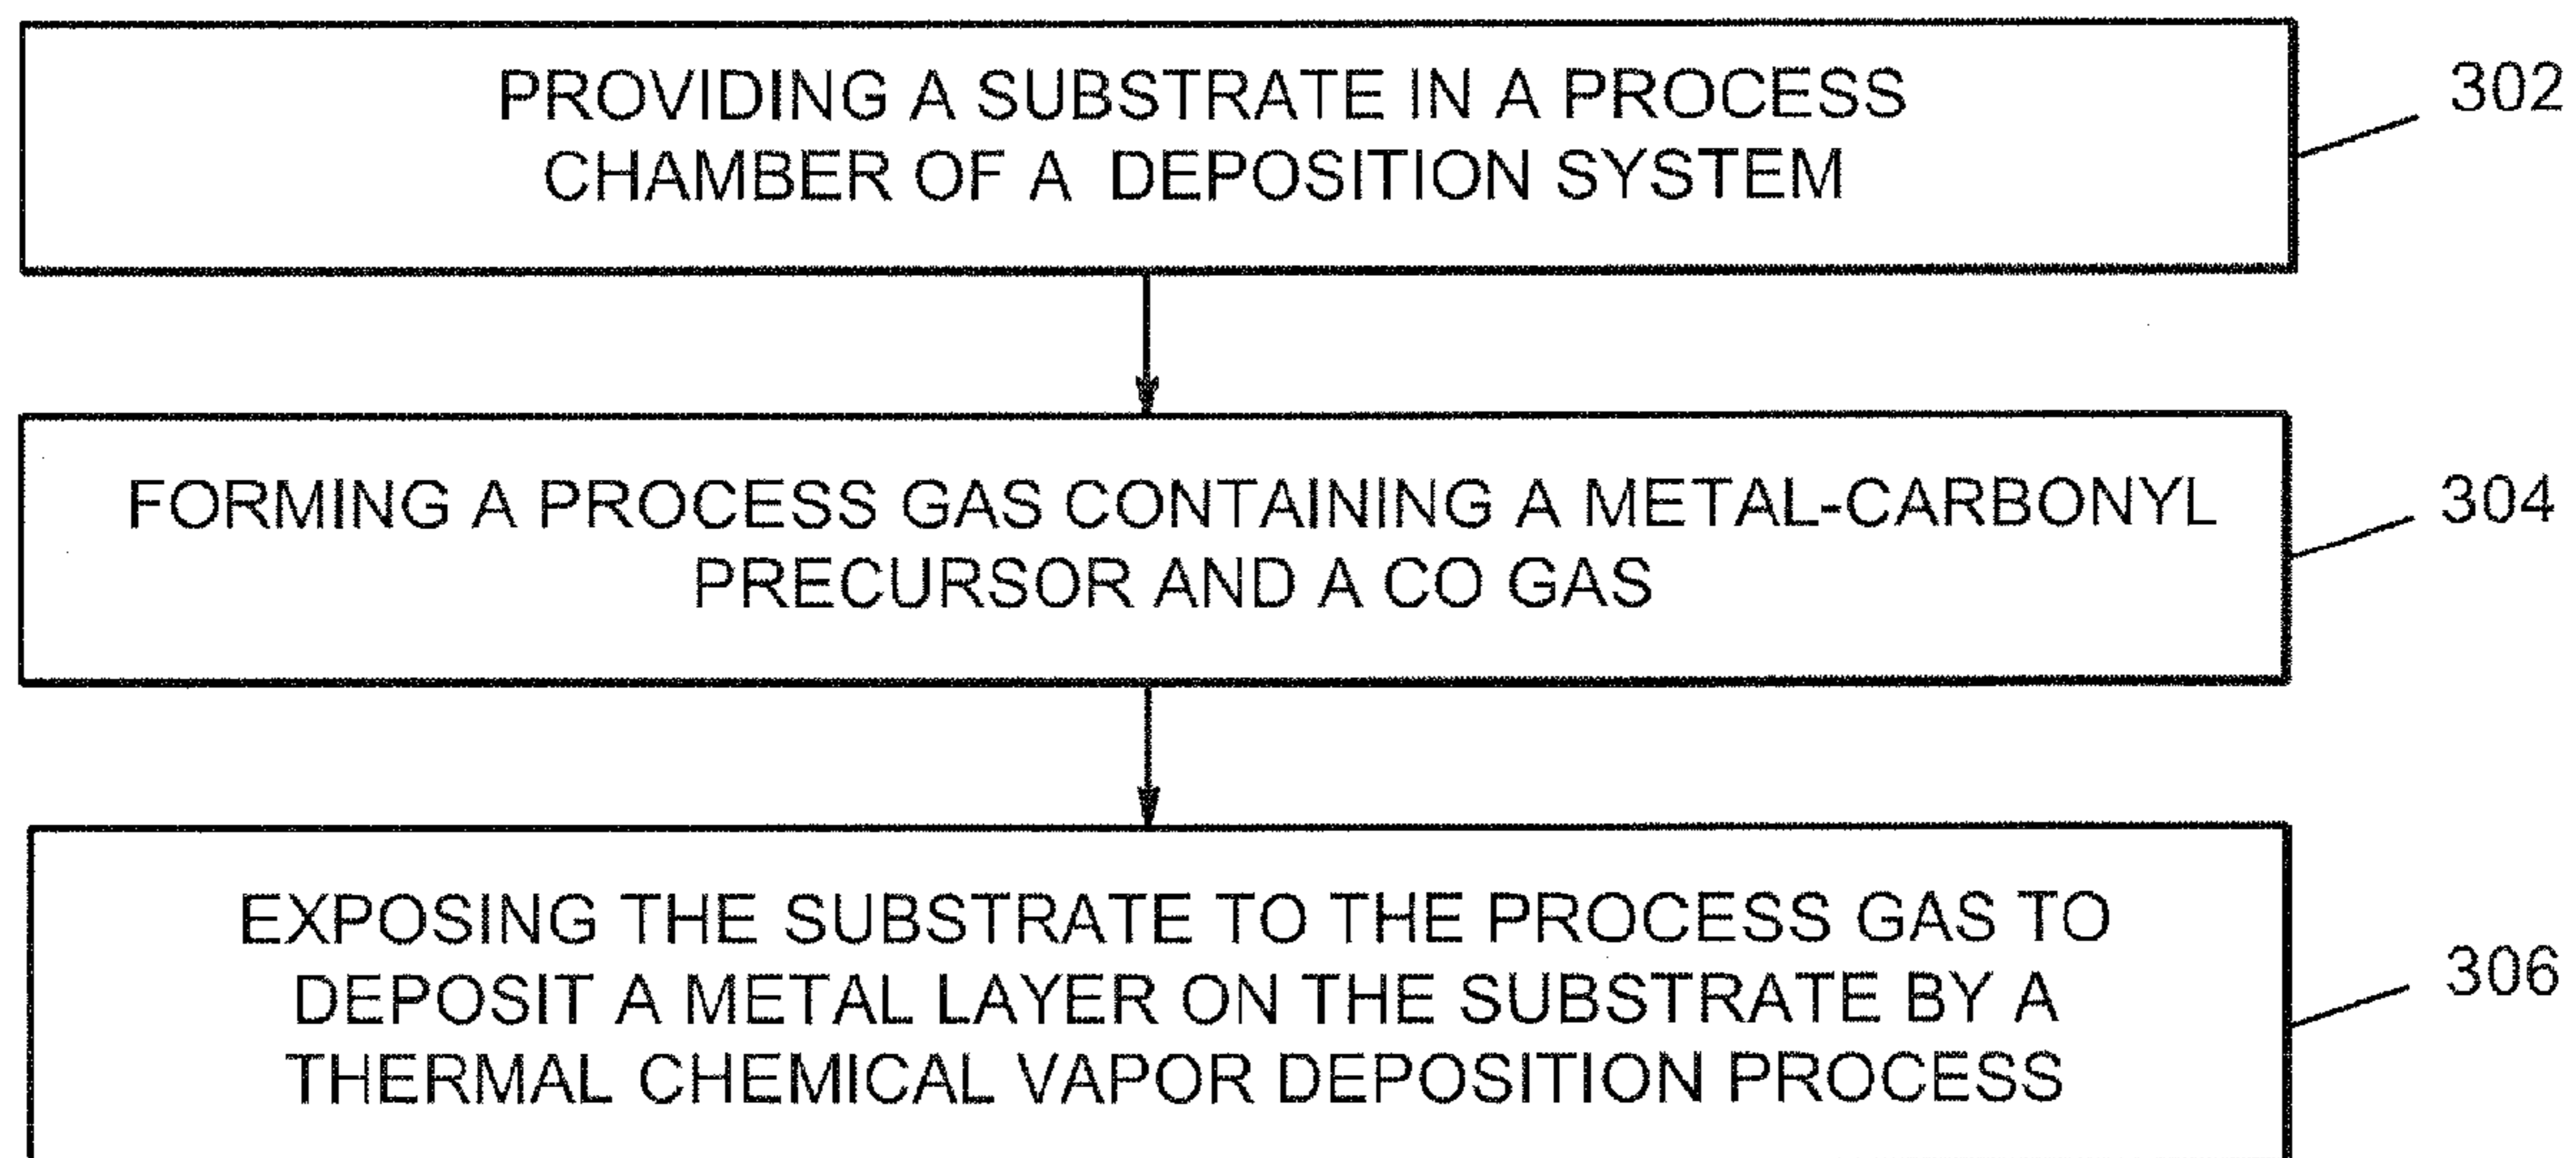 PROVIDING A SUBSTRATE IN A PROCESS
CHAMBER OF A DEPOSITION SYSTEM
302
FORMING A PROCESS GAS CONTAINING A METAL-CARBONYL
PRECURSOR AND A CO GAS
304
EXPOSING THE SUBSTRATE TO THE PROCESS GAS TO
DEPOSIT A METAL LAYER ON THE SUBSTRATE BY A
THERMAL CHEMICAL VAPOR DEPOSITION PROCESS
306